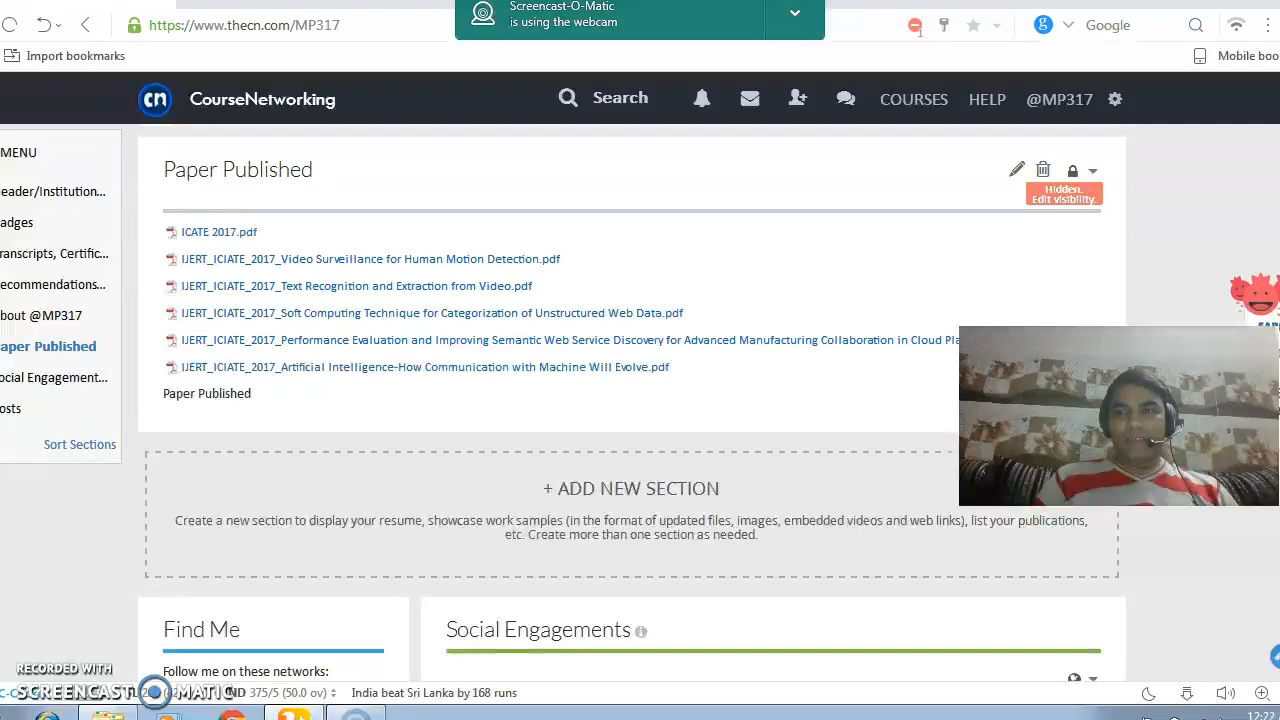 https://www.thecn.com/MP317
Screencast-O-Matic
is using the webcam
1
g
Google
Import bookmarks
Mobile boo
cn
CourseNetworking
Search
COURSES
HELP
@MP317
MENU
eader/Institution...
adges
ranscripts, Certific...
ecommendations...
bout @MP317
aper Published
ocial Engagement...
osts
Sort Sections
Paper Published
Hidden.
Edit visibility.
ICATE 2017.pdf
IJERT_ICIATE_2017_Video Surveillance for Human Motion Detection.pdf
IJERT_ICIATE_2017_Text Recognition and Extraction from Video.pdf
IJERT_ICIATE_2017_Soft Computing Technique for Categorization of Unstructured Web Data.pdf
IJERT_ICIATE_2017_Performance Evaluation and Improving Semantic Web Service Discovery for Advanced Manufacturing Collaboration in Cloud Pla
IJERT_ICIATE_2017_Artificial Intelligence-How Communication with Machine Will Evolve.pdf
Paper Published
+ ADD NEW SECTION
Create a new section to display your resume, showcase work samples (in the format of updated files, images, embedded videos and web links), list your publications,
etc. Create more than one section as needed.
Find Me
Follow me on these networks:
Social Engagements
RECORDED WITH
SCREENCAST-O-MATIC
ND 375/5 (50.0 ov)
India beat Sri Lanka by 168 runs
12:22